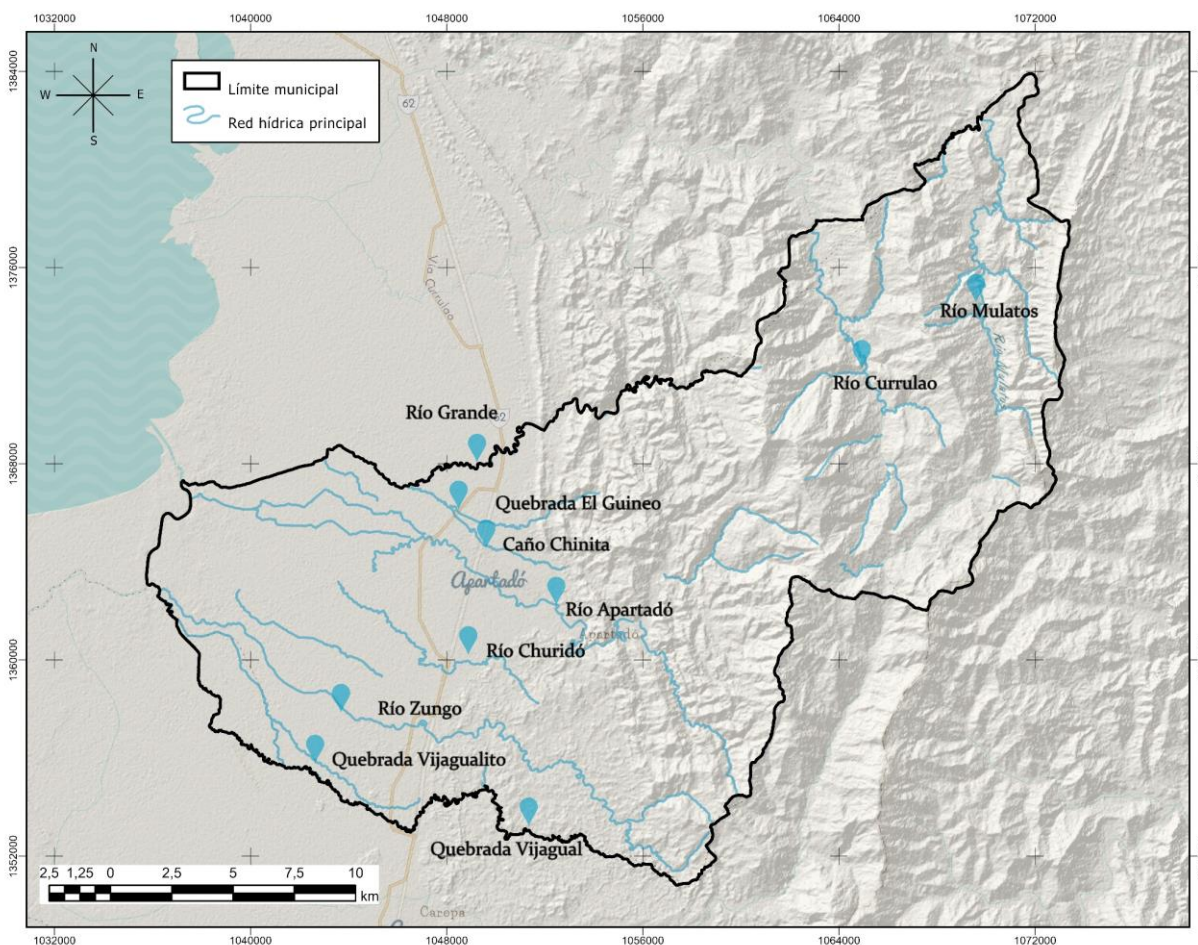 1032000 1040000 1048000 1056000 1064000 1072000
1384000
1376000
1368000
1360000
1352000
N
W E
S
Límite municipal
Red hídrica principal
62
Vía Currulao
Río Mulatos
Río Mulatos
Río Currulao
Río Grande
62
Quebrada El Guineo
Caño Chinita
Apartadó
Río Apartadó
Apartadó
Río Churidó
Río Zungo
Quebrada Vijagualito
Quebrada Vijagual
2,5 1,25 0 2,5 5 7,5 10
km
Carepa
1032000 1040000 1048000 1056000 1064000 1072000